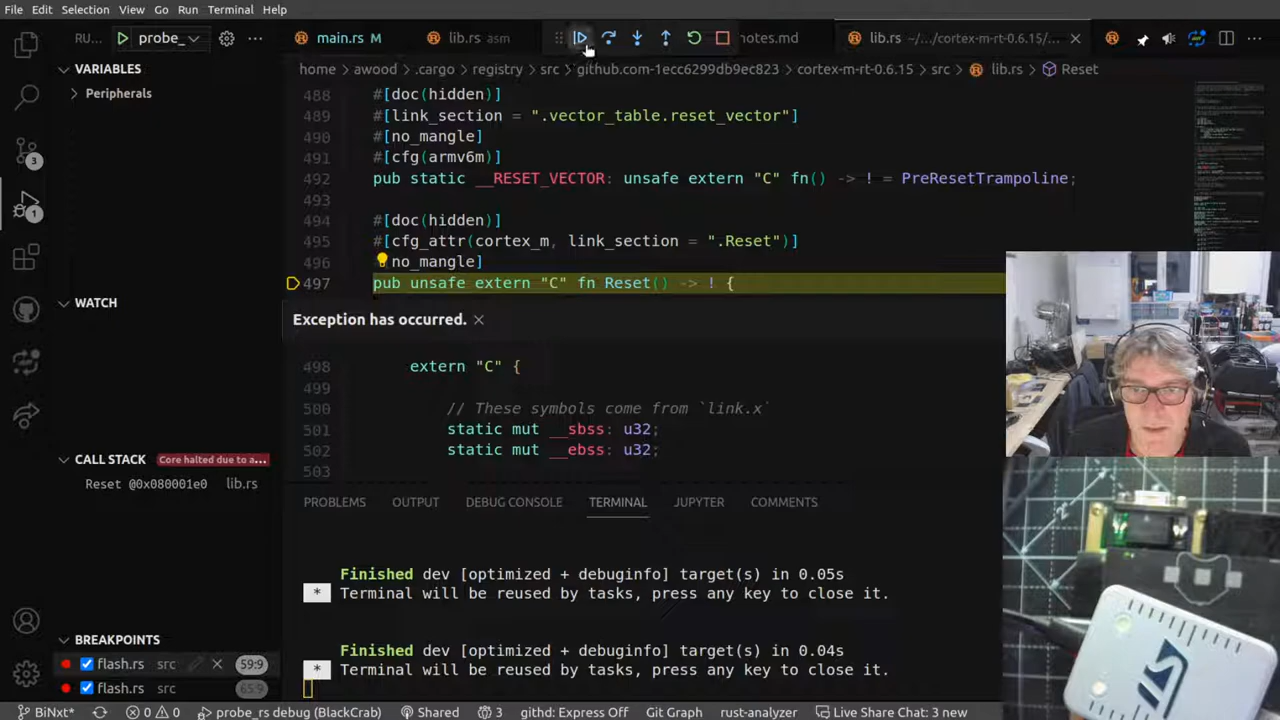 File Edit Selection View Go Run Terminal Help
RU... probe_ ...
main.rs M
lib.rs asm
notes.md
lib.rs ~/.../cortex-m-rt-0.6.15/...
home > awood > .cargo > registry > src > github.com-1ecc6299db9ec823 > cortex-m-rt-0.6.15 > src > lib.rs > Reset
VARIABLES
Peripherals
WATCH
CALL STACK Core halted due to a...
Reset @0x080001e0 lib.rs
BREAKPOINTS
flash.rs src 59:9
flash.rs src 65:9
3
1
488 #[doc(hidden)]
489 #[link_section = ".vector_table.reset_vector"]
490 #[no_mangle]
491 #[cfg(armv6m)]
492 pub static __RESET_VECTOR: unsafe extern "C" fn() -> ! = PreResetTrampoline;
493
494 #[doc(hidden)]
495 #[cfg_attr(cortex_m, link_section = ".Reset")]
496 no_mangle]
497 pub unsafe extern "C" fn Reset() -> ! {
Exception has occurred.
498 extern "C" {
499
500 // These symbols come from `link.x`
501 static mut __sbss: u32;
502 static mut __ebss: u32;
503
PROBLEMS OUTPUT DEBUG CONSOLE TERMINAL JUPYTER COMMENTS
Finished dev [optimized + debuginfo] target(s) in 0.05s
* Terminal will be reused by tasks, press any key to close it.
Finished dev [optimized + debuginfo] target(s) in 0.04s
* Terminal will be reused by tasks, press any key to close it.
BiNxt* 0 0 probe_rs debug (BlackCrab) Shared 3 githd: Express Off Git Graph rust-analyzer Live Share Chat: 3 new